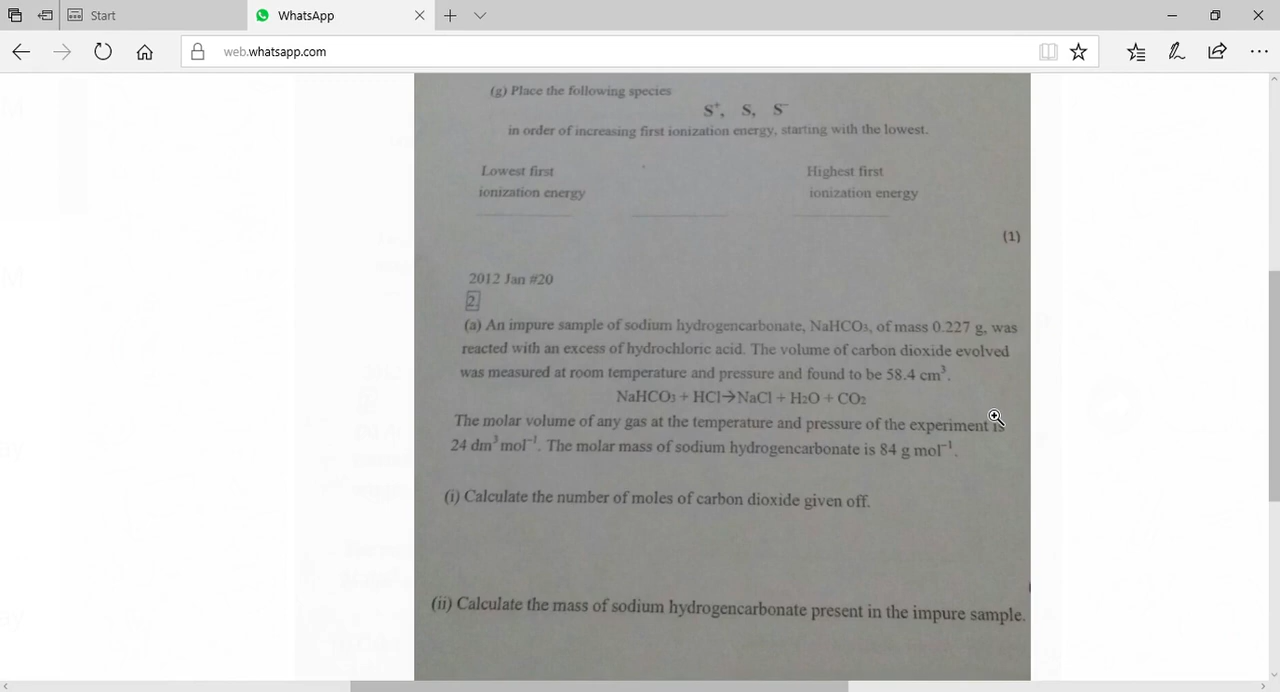 Start
WhatsApp
web.whatsapp.com
(g) Place the following species
S⁺, S, S⁻
in order of increasing first ionization energy, starting with the lowest.
Lowest first Highest first
ionization energy ionization energy
(1)
2012 Jan #20
2
(a) An impure sample of sodium hydrogencarbonate, NaHCO₃, of mass 0.227 g, was
reacted with an excess of hydrochloric acid. The volume of carbon dioxide evolved
was measured at room temperature and pressure and found to be 58.4 cm³.
NaHCO₃ + HCl→NaCl + H₂O + CO₂
The molar volume of any gas at the temperature and pressure of the experiment is
24 dm³ mol⁻¹. The molar mass of sodium hydrogencarbonate is 84 g mol⁻¹.
(i) Calculate the number of moles of carbon dioxide given off.
(ii) Calculate the mass of sodium hydrogencarbonate present in the impure sample.